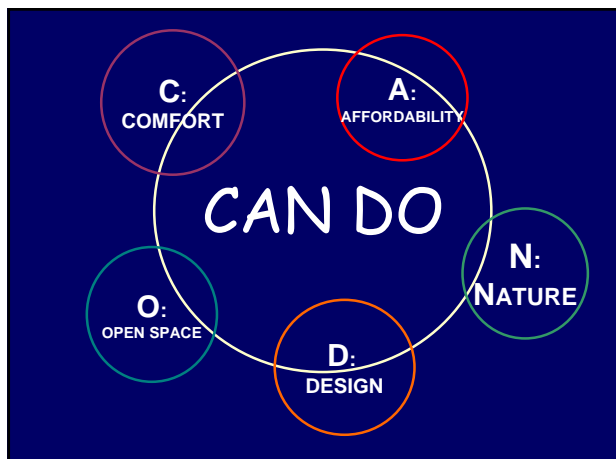 C:
COMFORT
A:
AFFORDABILITY
CAN DO
N:
NATURE
O:
OPEN SPACE
D:
DESIGN